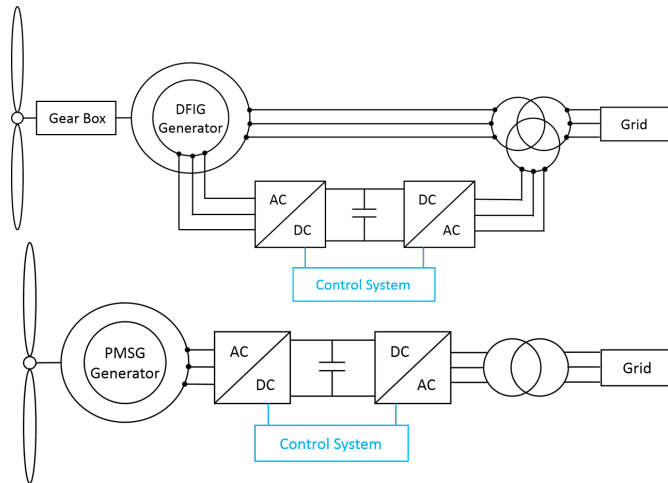 Gear Box
DFIG
Generator
Grid
AC
DC
DC
AC
Control System
PMSG
Generator
AC
DC
DC
AC
Grid
Control System